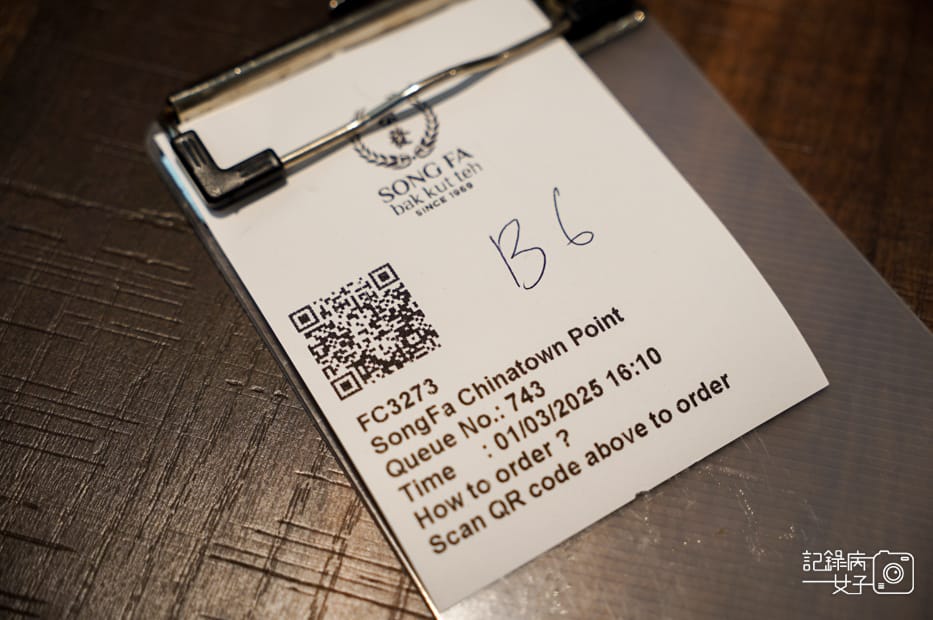 發
SONG FA
bak kut teh
SINCE 1969
B6
FC3273
SongFa Chinatown Point
Queue No.: 743
Time : 01/03/2025 16:10
How to order ?
Scan QR code above to order
記錄病
女子